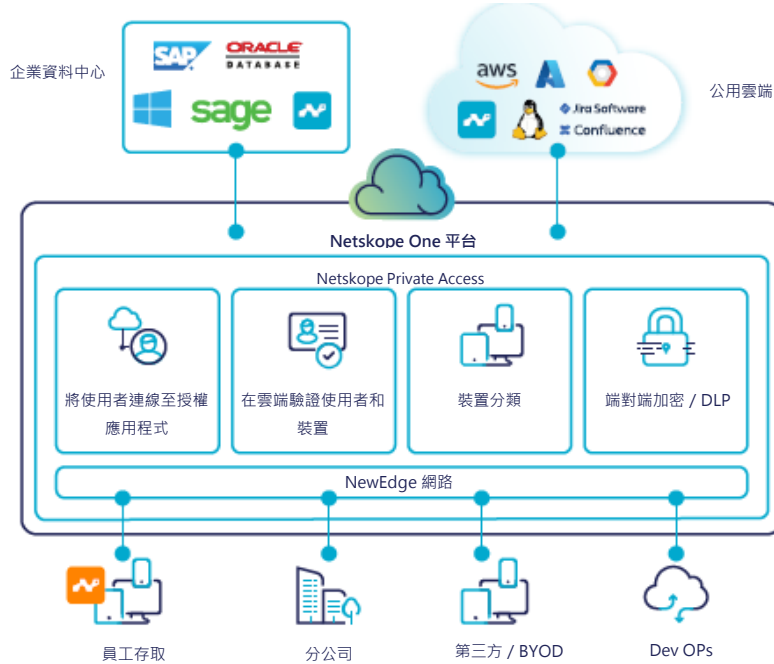 企業資料中心
SAP
ORACLE
DATABASE
sage
aws
Jira Software
Confluence
公用雲端
Netskope One 平台
Netskope Private Access
將使用者連線至授權
應用程式
在雲端驗證使用者和
裝置
裝置分類
端對端加密 / DLP
NewEdge 網路
員工存取
分公司
第三方 / BYOD
Dev OPs